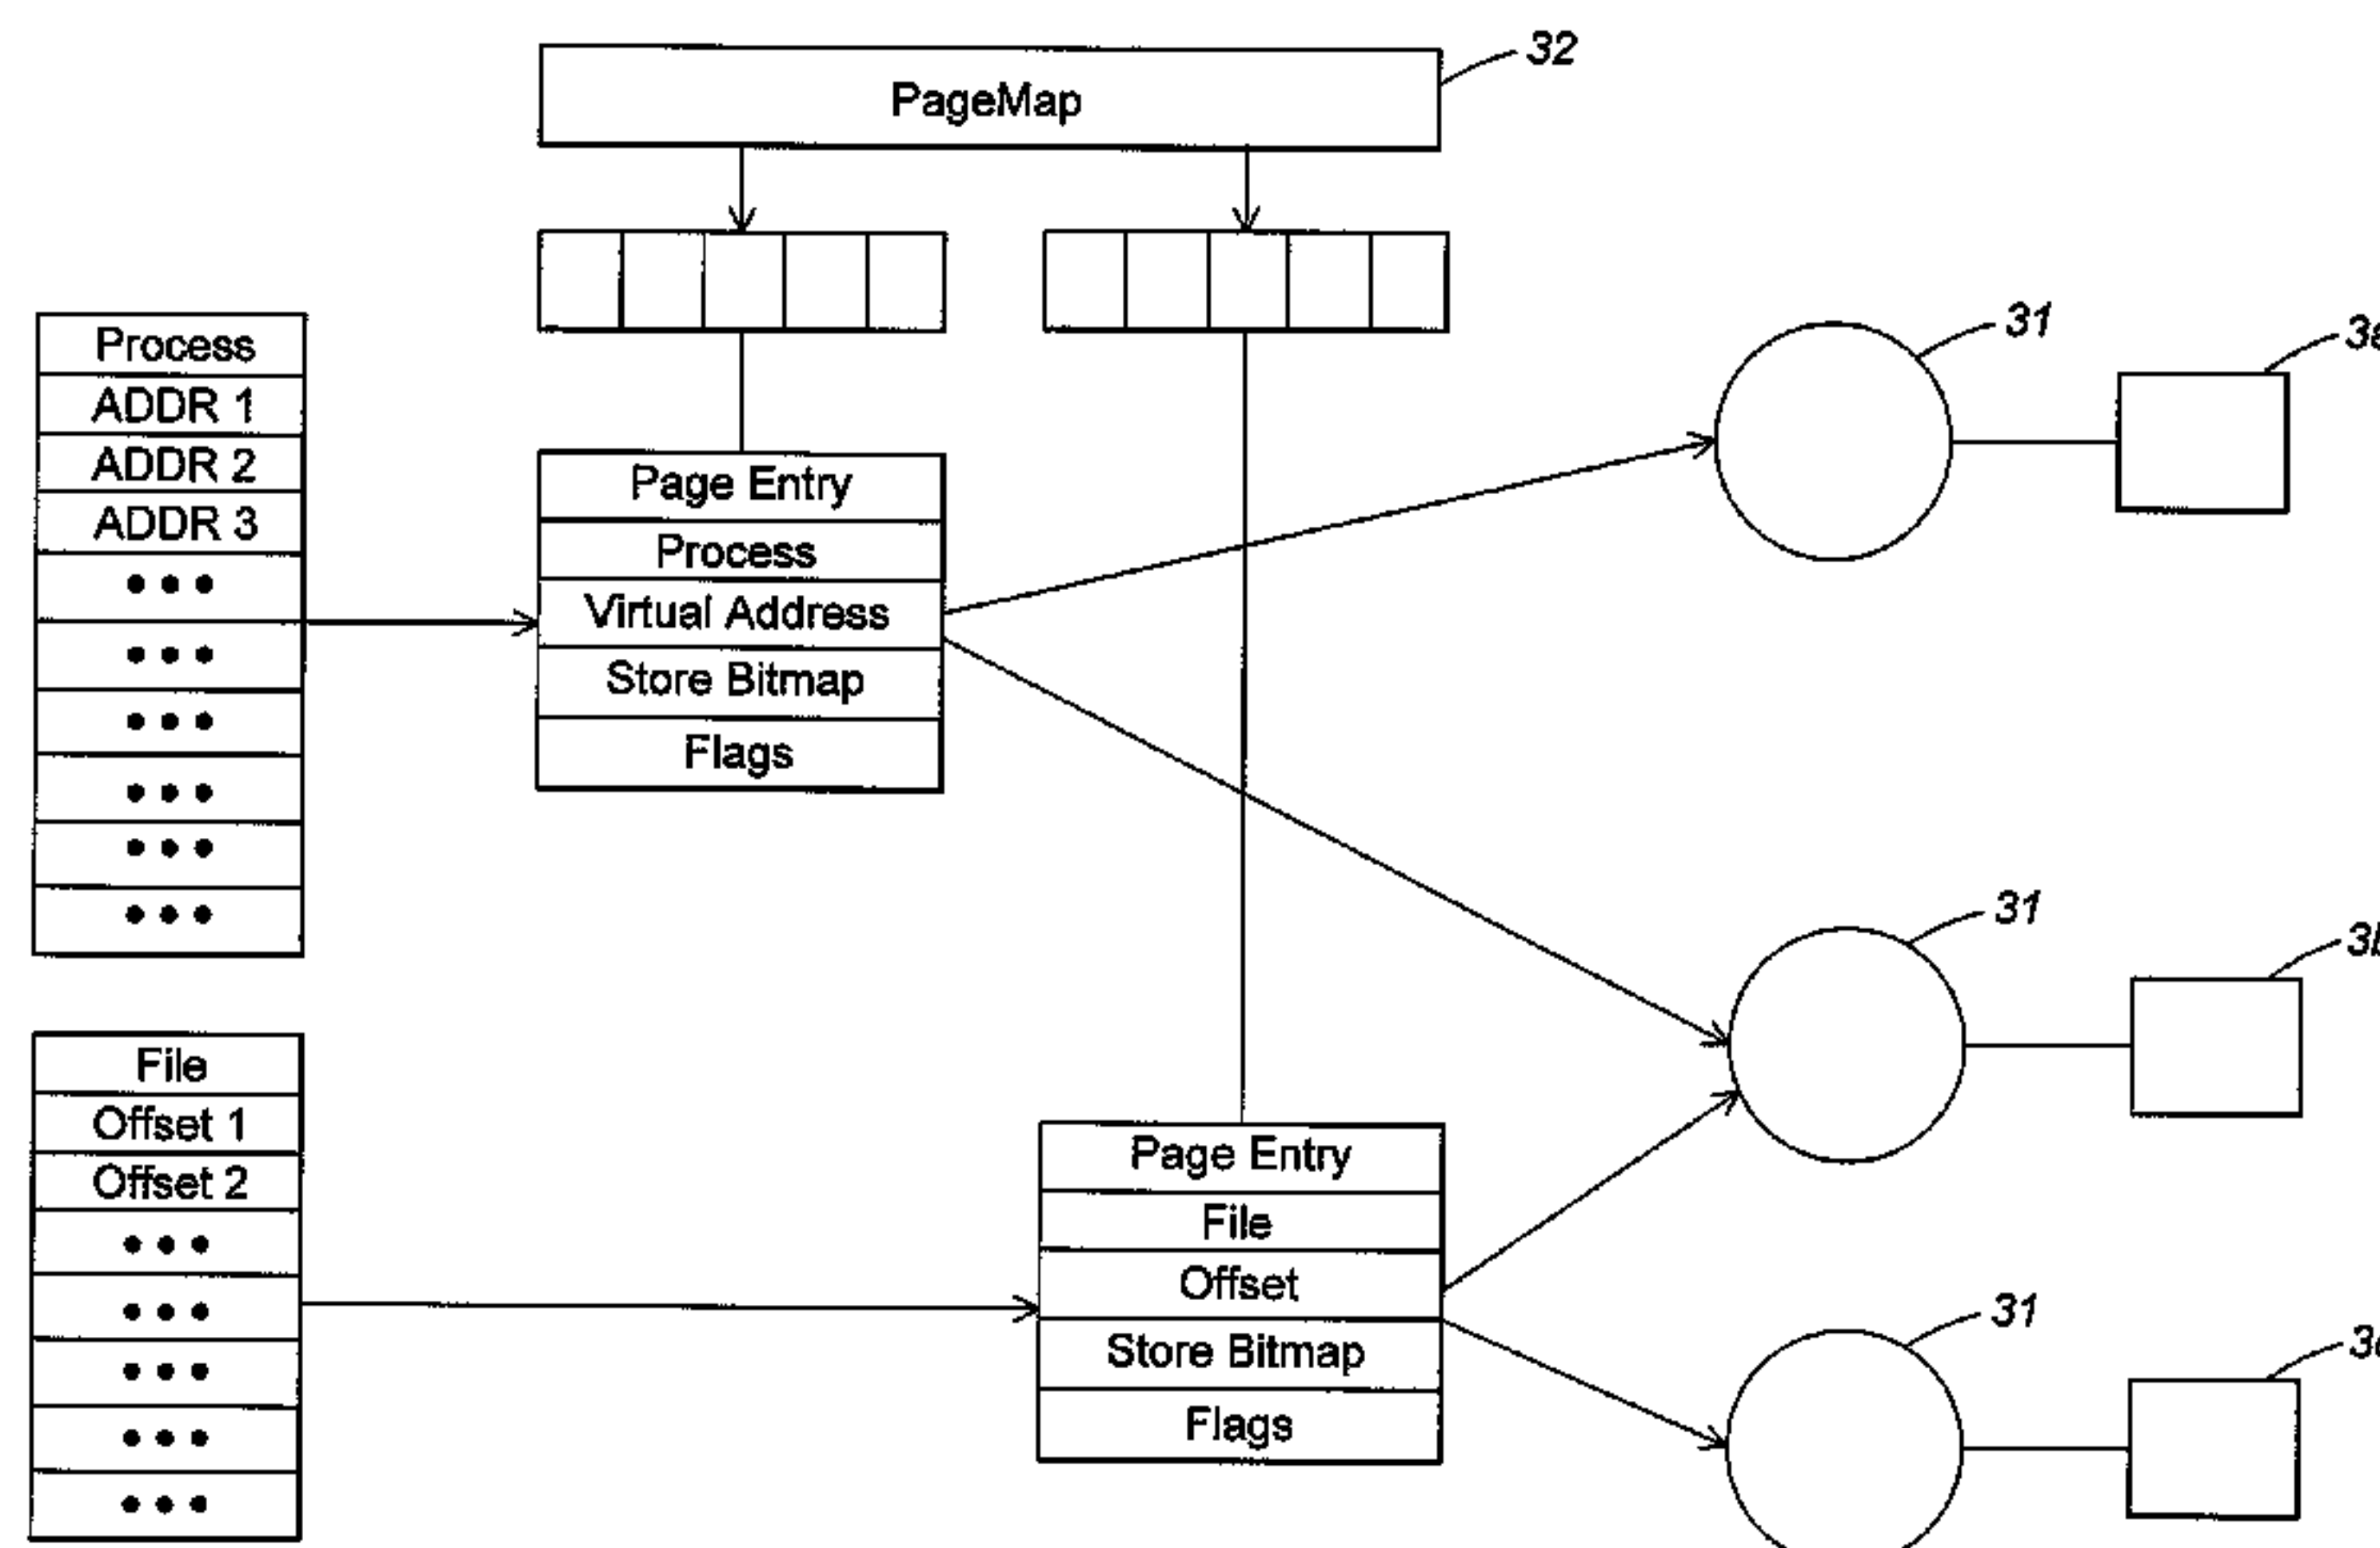 32
PageMap
31
Process
ADDR 1
ADDR 2
ADDR 3
• • •
• • •
• • •
• • •
• • •
• • •
Page Entry
Process
Virtual Address
Store Bitmap
Flags
31
File
Offset 1
Offset 2
• • •
• • •
• • •
• • •
• • •
Page Entry
File
Offset
Store Bitmap
Flags
31